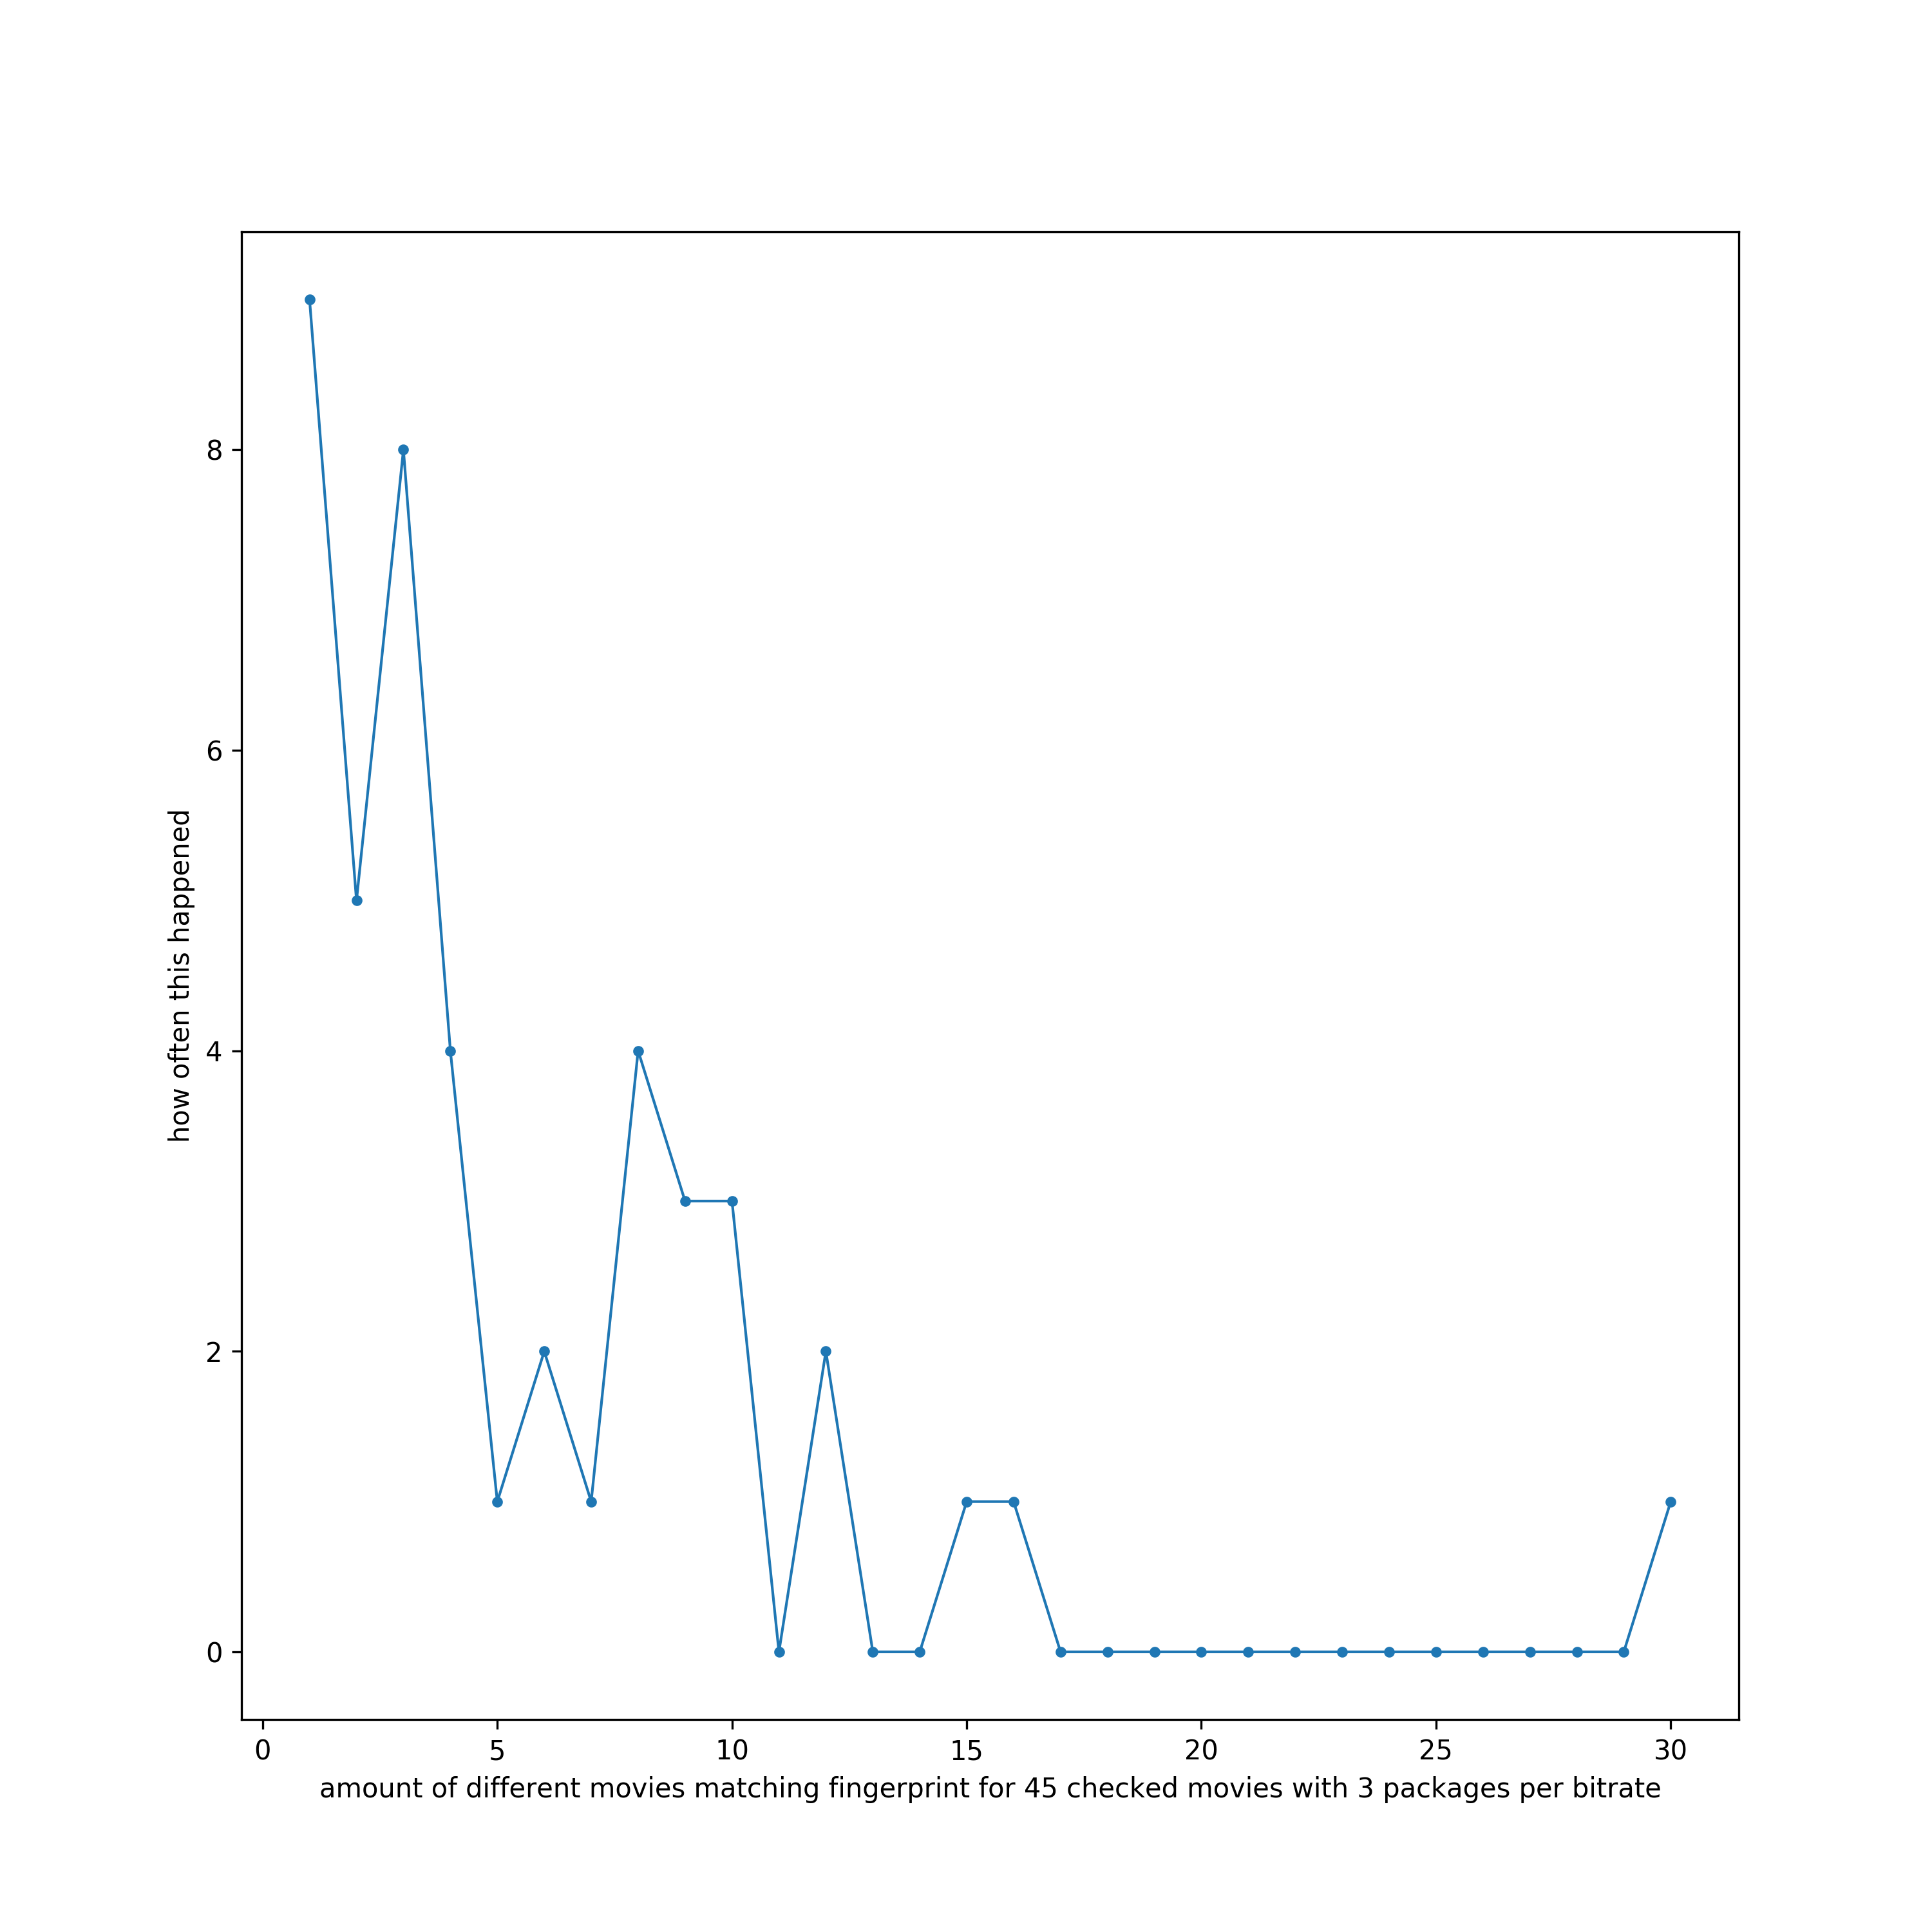 8
6
4
2
0
how often this happened
0 5 10 15 20 25 30
amount of different movies matching fingerprint for 45 checked movies with 3 packages per bitrate